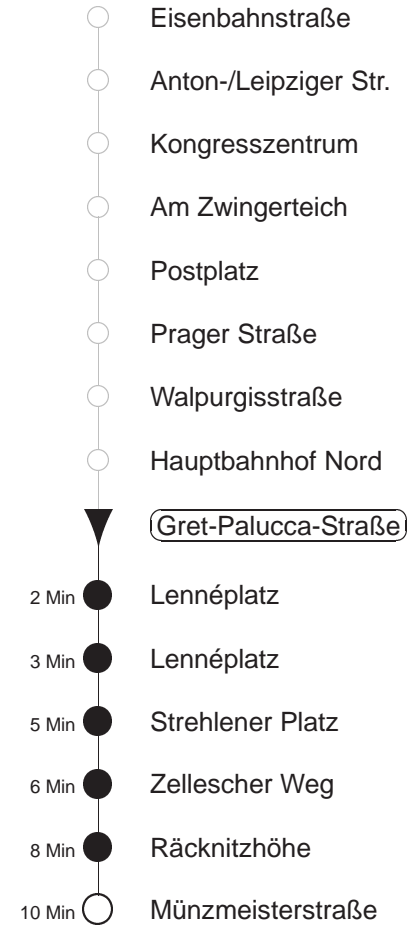 Eisenbahnstraße
Anton-/Leipziger Str.
Kongresszentrum
Am Zwingerteich
Postplatz
Prager Straße
Walpurgisstraße
Hauptbahnhof Nord
Gret-Palucca-Straße
2 Min Lennéplatz
3 Min Lennéplatz
5 Min Strehlener Platz
6 Min Zellescher Weg
8 Min Räcknitzhöhe
10 Min Münzmeisterstraße